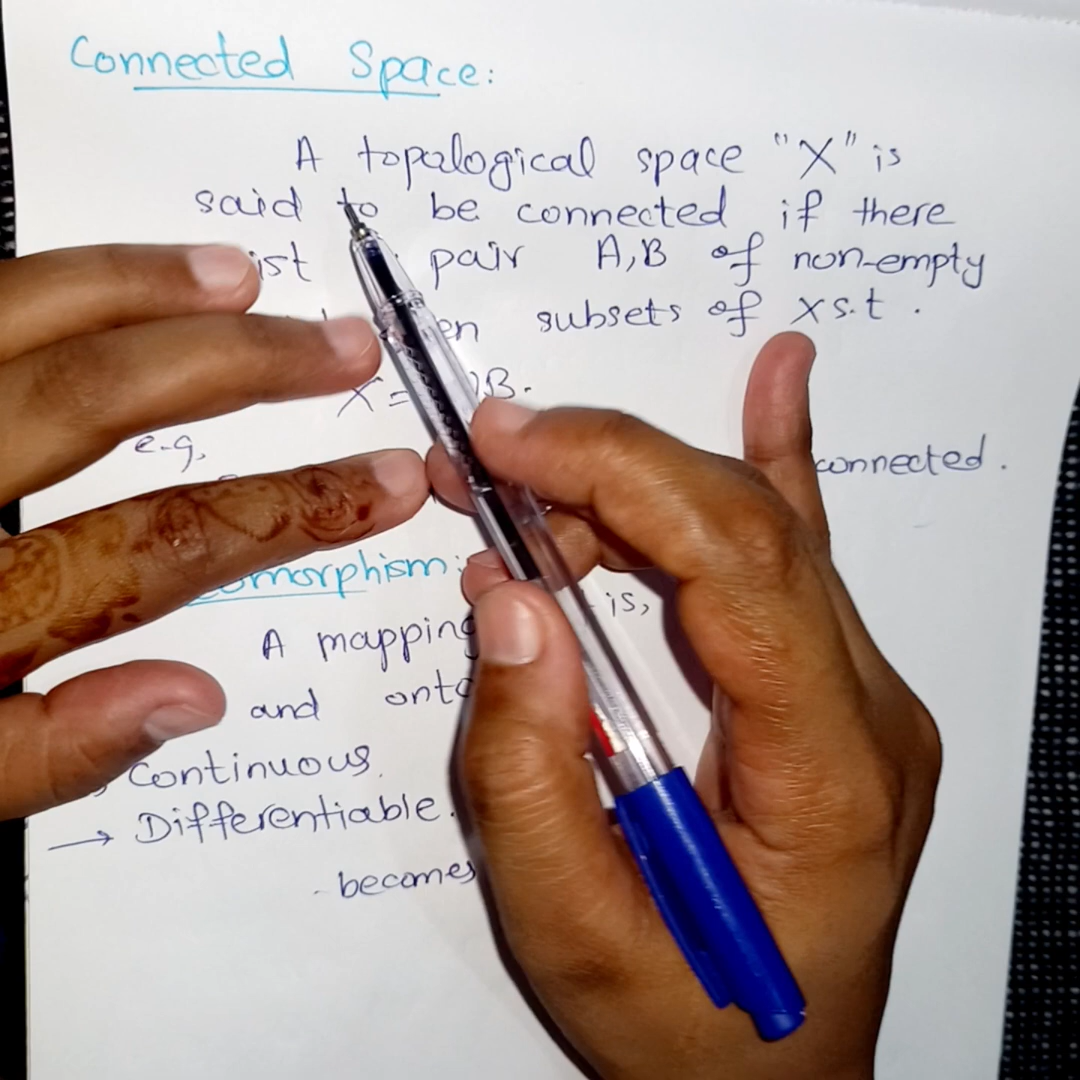 Connected Space:
A topological space "X" is
said to be connected if there
pair A,B of non-empty
subsets of X s.t.
X = B.
e.g,
connected.
A mapping is,
and onto
Continuous.
→ Differentiable.
becomes